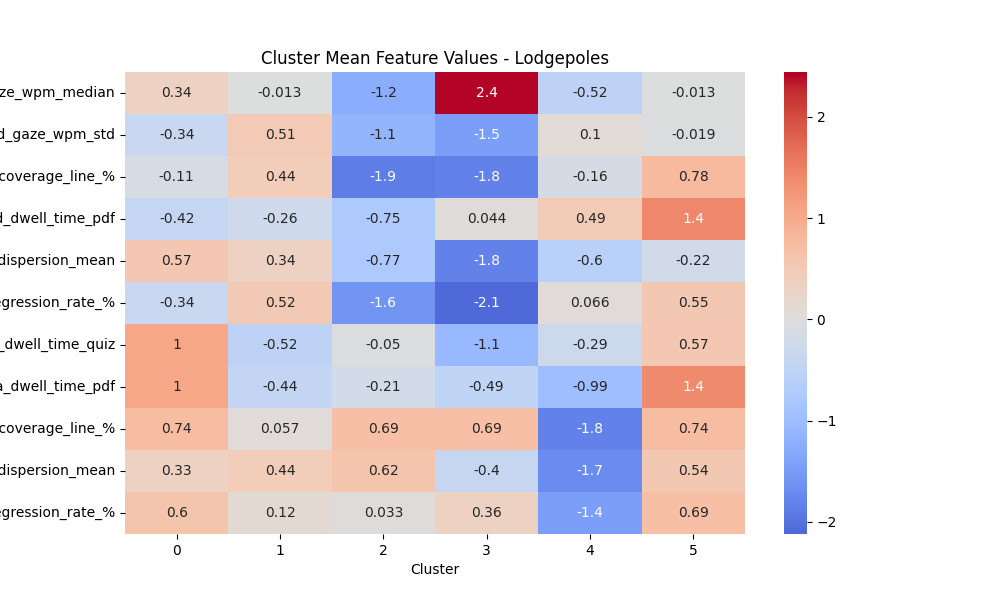 Cluster Mean Feature Values - Lodgepoles
ze_wpm_median 0.34 -0.013 -1.2 2.4 -0.52 -0.013
d_gaze_wpm_std -0.34 0.51 -1.1 -1.5 0.1 -0.019
coverage_line_% -0.11 0.44 -1.9 -1.8 -0.16 0.78
d_dwell_time_pdf -0.42 -0.26 -0.75 0.044 0.49 1.4
dispersion_mean 0.57 0.34 -0.77 -1.8 -0.6 -0.22
egression_rate_% -0.34 0.52 -1.6 -2.1 0.066 0.55
_dwell_time_quiz 1 -0.52 -0.05 -1.1 -0.29 0.57
a_dwell_time_pdf 1 -0.44 -0.21 -0.49 -0.99 1.4
coverage_line_% 0.74 0.057 0.69 0.69 -1.8 0.74
dispersion_mean 0.33 0.44 0.62 -0.4 -1.7 0.54
egression_rate_% 0.6 0.12 0.033 0.36 -1.4 0.69
0 1 2 3 4 5
Cluster
2
1
0
−1
−2